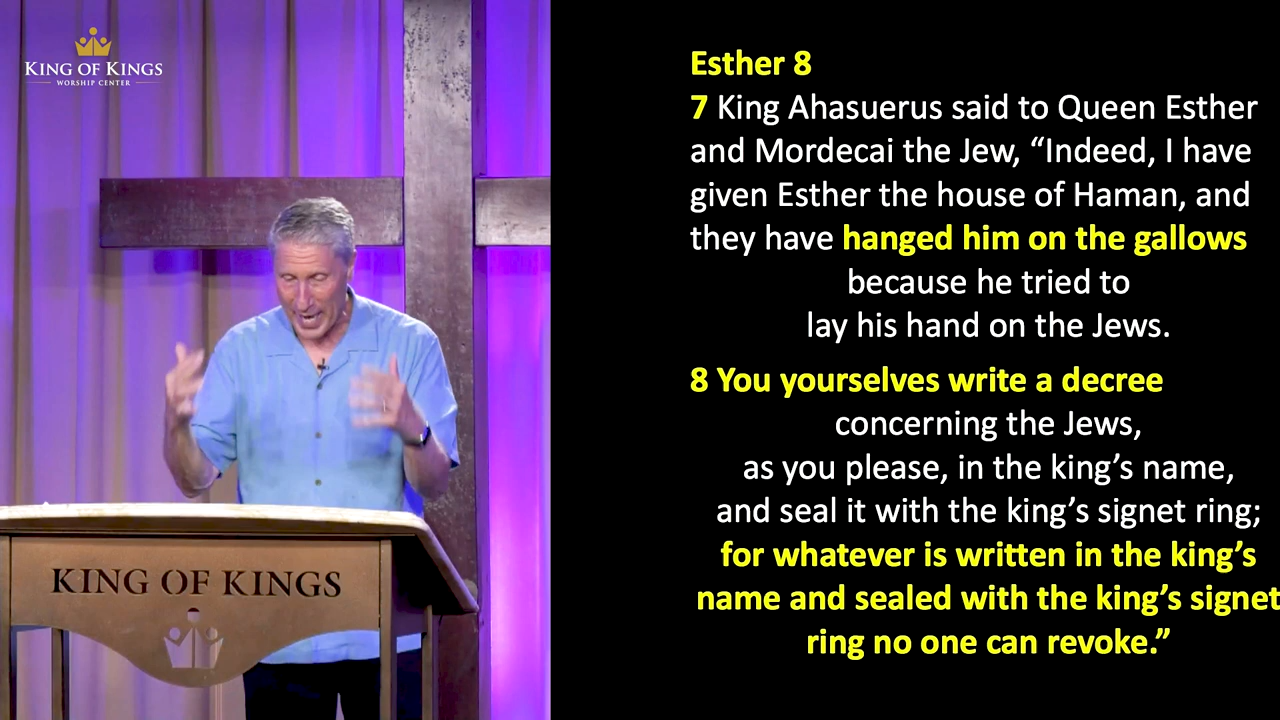 KING OF KINGS
WORSHIP CENTER
KING OF KINGS
Esther 8
7 King Ahasuerus said to Queen Esther
and Mordecai the Jew, “Indeed, I have
given Esther the house of Haman, and
they have hanged him on the gallows
because he tried to
lay his hand on the Jews.
8 You yourselves write a decree
concerning the Jews,
as you please, in the king’s name,
and seal it with the king’s signet ring;
for whatever is written in the king’s
name and sealed with the king’s signet
ring no one can revoke.”